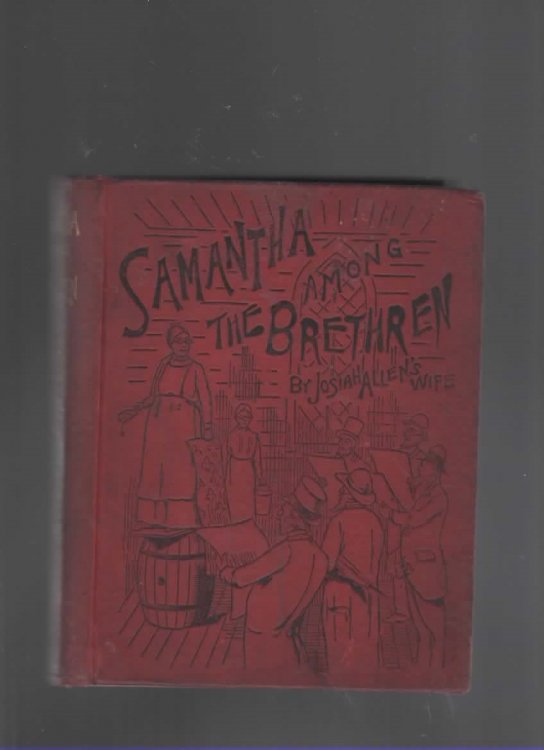 SAMANTHA
AMONG
THE BRETHREN
BY JOSIAH ALLEN'S
WIFE